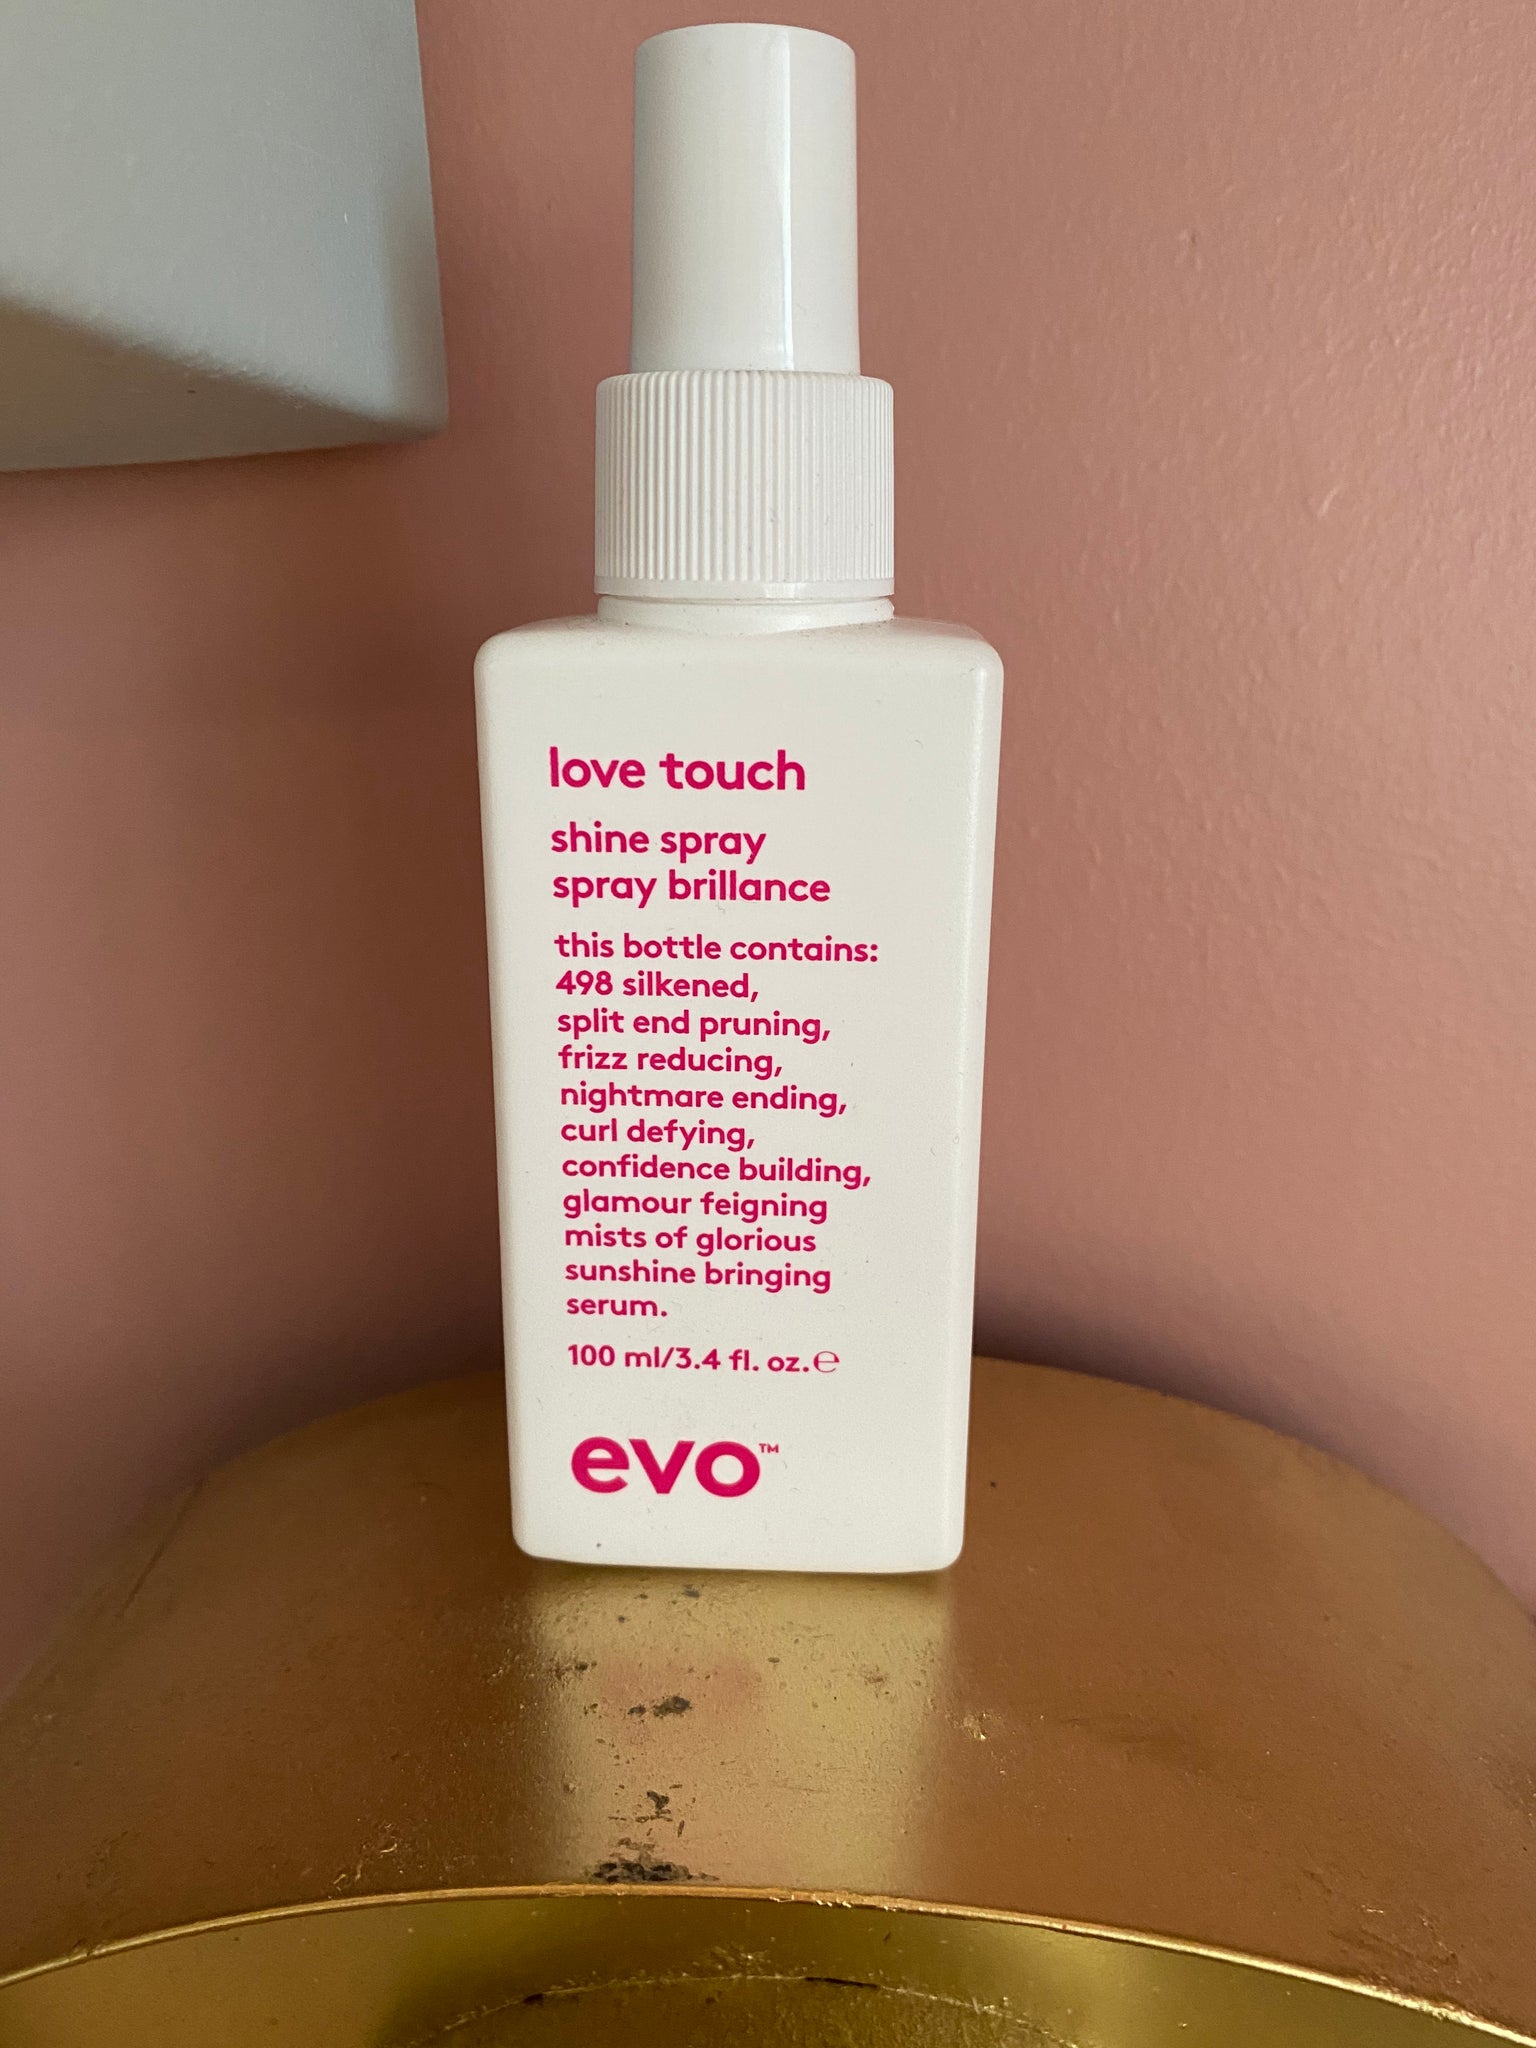 love touch
shine spray
spray brillance
this bottle contains:
498 silkened,
split end pruning,
frizz reducing,
nightmare ending,
curl defying,
confidence building,
glamour feigning
mists of glorious
sunshine bringing
serum.
100 ml/3.4 fl. oz.℮
evo™